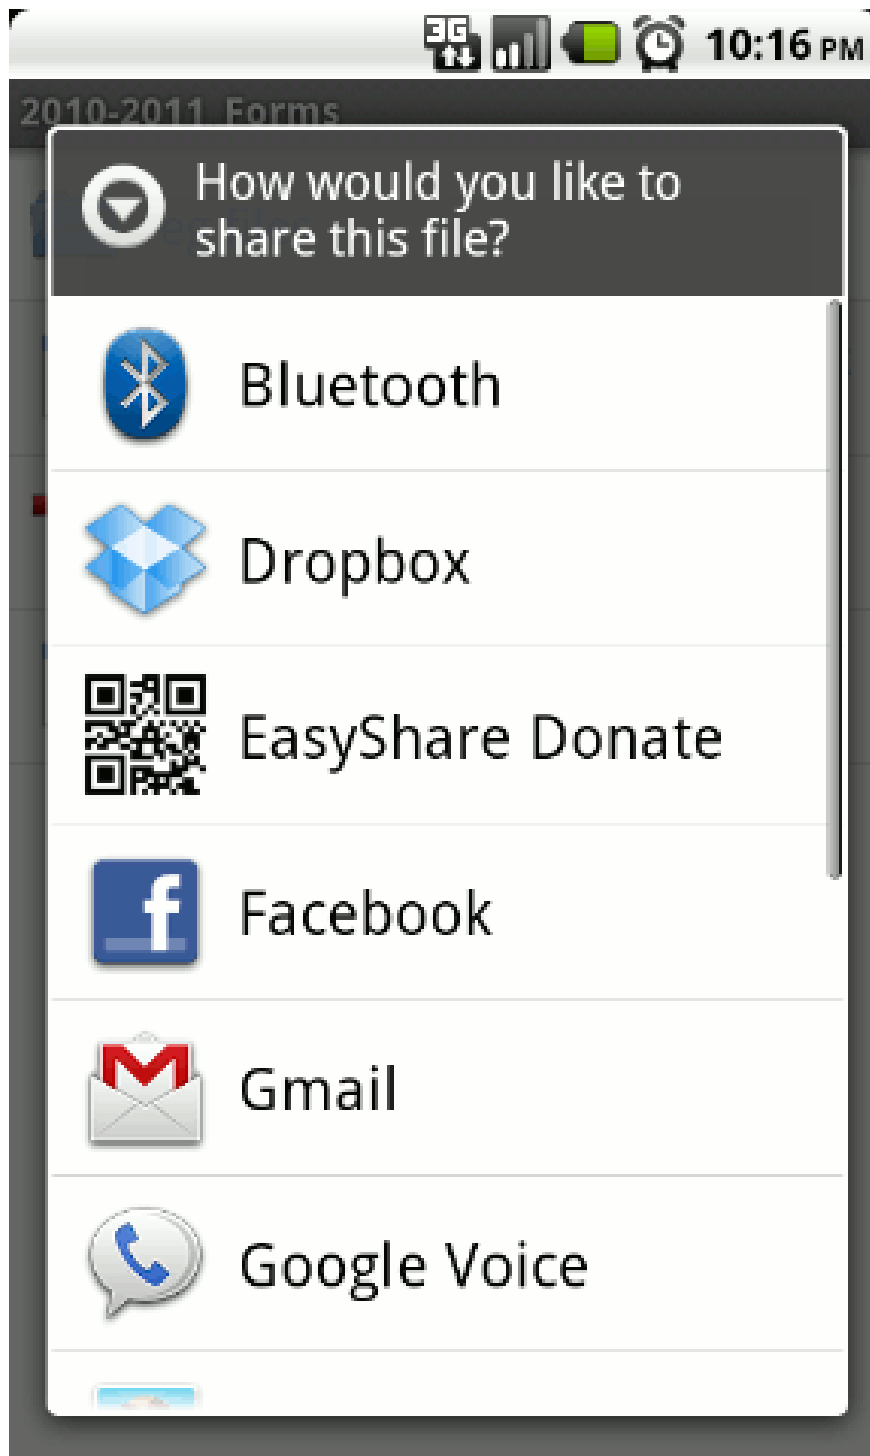 3G
10:16 PM
2010-2011 Forms
How would you like to
share this file?
Bluetooth
Dropbox
EasyShare Donate
f Facebook
Gmail
Google Voice